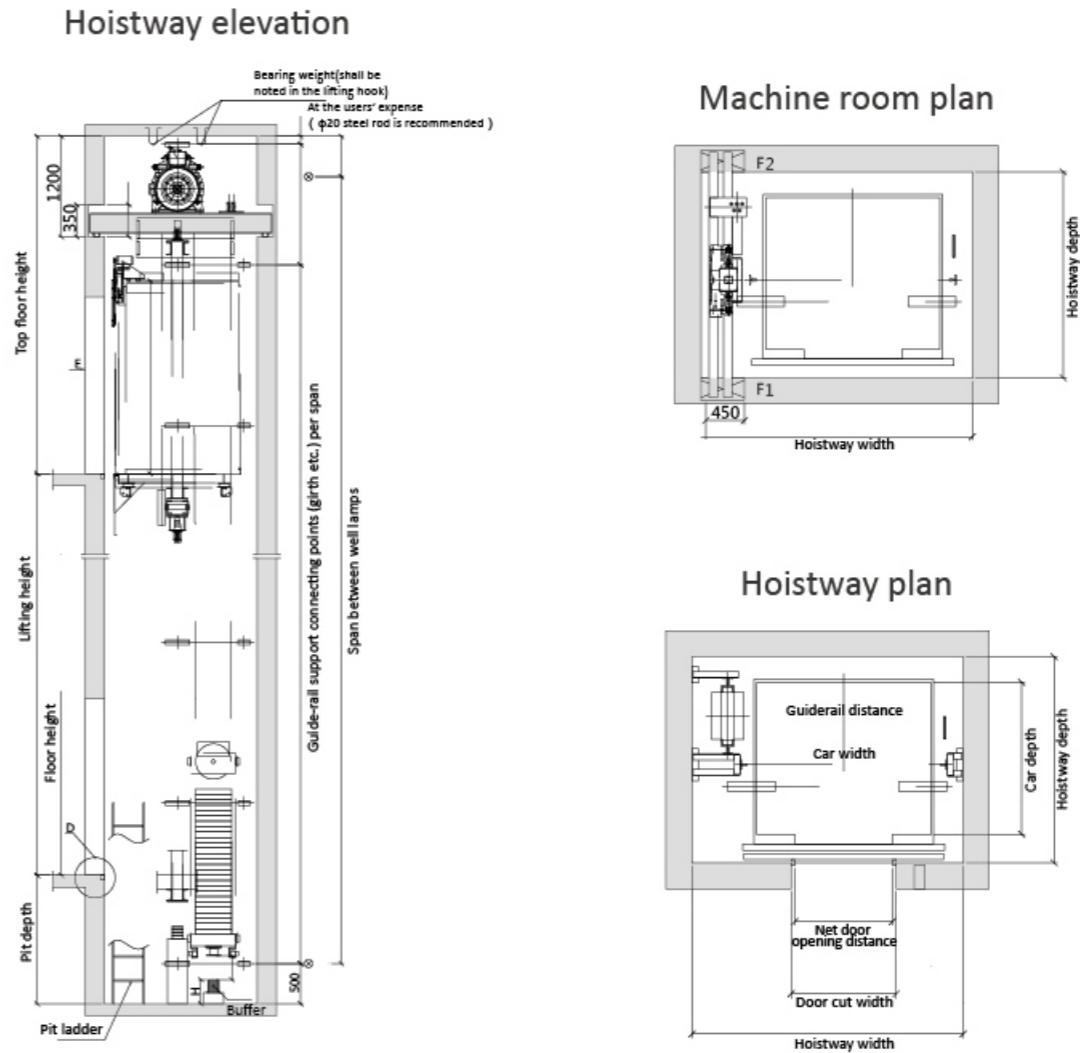 Hoistway elevation
Bearing weight(shall be
noted in the lifting hook)
At the users' expense
( ф20 steel rod is recommended )
1200
350
Top floor height
E
Lifting height
Floor height
D
Pit depth
Pit ladder
Guide-rail support connecting points (girth etc.) per span
Span between well lamps
500
H
Buffer
Machine room plan
F2
F1
450
Hoistway width
Hoistway depth
Hoistway plan
Guiderail distance
Car width
Car depth
Hoistway depth
Net door
opening distance
Door cut width
Hoistway width